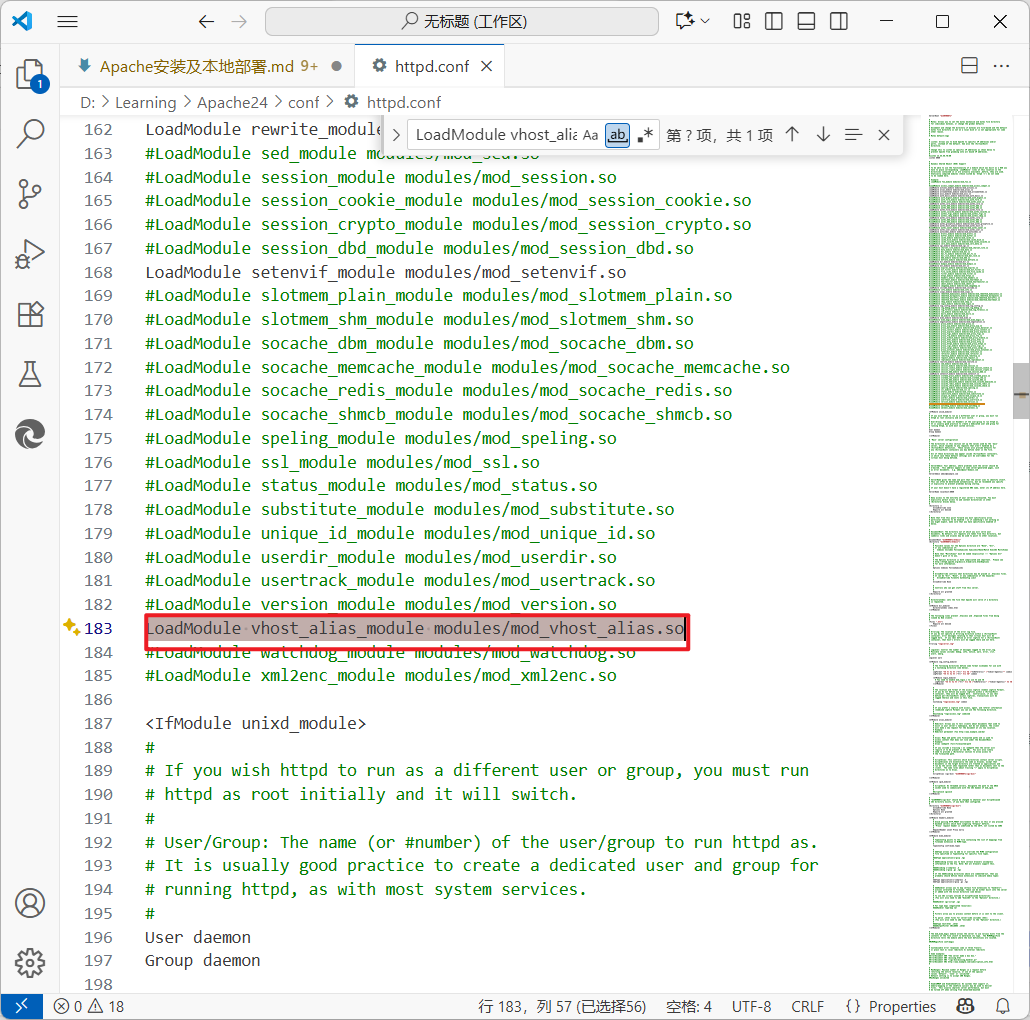 无标题 (工作区)
Apache安装及本地部署.md 9+
httpd.conf
D: > Learning > Apache24 > conf > httpd.conf
LoadModule vhost_ali Aa ab .* 第 ? 项，共 1 项
162 LoadModule rewrite_module
163 #LoadModule sed_module modules/mod_sed.so
164 #LoadModule session_module modules/mod_session.so
165 #LoadModule session_cookie_module modules/mod_session_cookie.so
166 #LoadModule session_crypto_module modules/mod_session_crypto.so
167 #LoadModule session_dbd_module modules/mod_session_dbd.so
168 LoadModule setenvif_module modules/mod_setenvif.so
169 #LoadModule slotmem_plain_module modules/mod_slotmem_plain.so
170 #LoadModule slotmem_shm_module modules/mod_slotmem_shm.so
171 #LoadModule socache_dbm_module modules/mod_socache_dbm.so
172 #LoadModule socache_memcache_module modules/mod_socache_memcache.so
173 #LoadModule socache_redis_module modules/mod_socache_redis.so
174 #LoadModule socache_shmcb_module modules/mod_socache_shmcb.so
175 #LoadModule speling_module modules/mod_speling.so
176 #LoadModule ssl_module modules/mod_ssl.so
177 #LoadModule status_module modules/mod_status.so
178 #LoadModule substitute_module modules/mod_substitute.so
179 #LoadModule unique_id_module modules/mod_unique_id.so
180 #LoadModule userdir_module modules/mod_userdir.so
181 #LoadModule usertrack_module modules/mod_usertrack.so
182 #LoadModule version_module modules/mod_version.so
183 LoadModule vhost_alias_module modules/mod_vhost_alias.so
184 #LoadModule watchdog_module modules/mod_watchdog.so
185 #LoadModule xml2enc_module modules/mod_xml2enc.so
186
187 <IfModule unixd_module>
188 #
189 # If you wish httpd to run as a different user or group, you must run
190 # httpd as root initially and it will switch.
191 #
192 # User/Group: The name (or #number) of the user/group to run httpd as.
193 # It is usually good practice to create a dedicated user and group for
194 # running httpd, as with most system services.
195 #
196 User daemon
197 Group daemon
198
1
0 18 行 183，列 57 (已选择56) 空格: 4 UTF-8 CRLF {} Properties